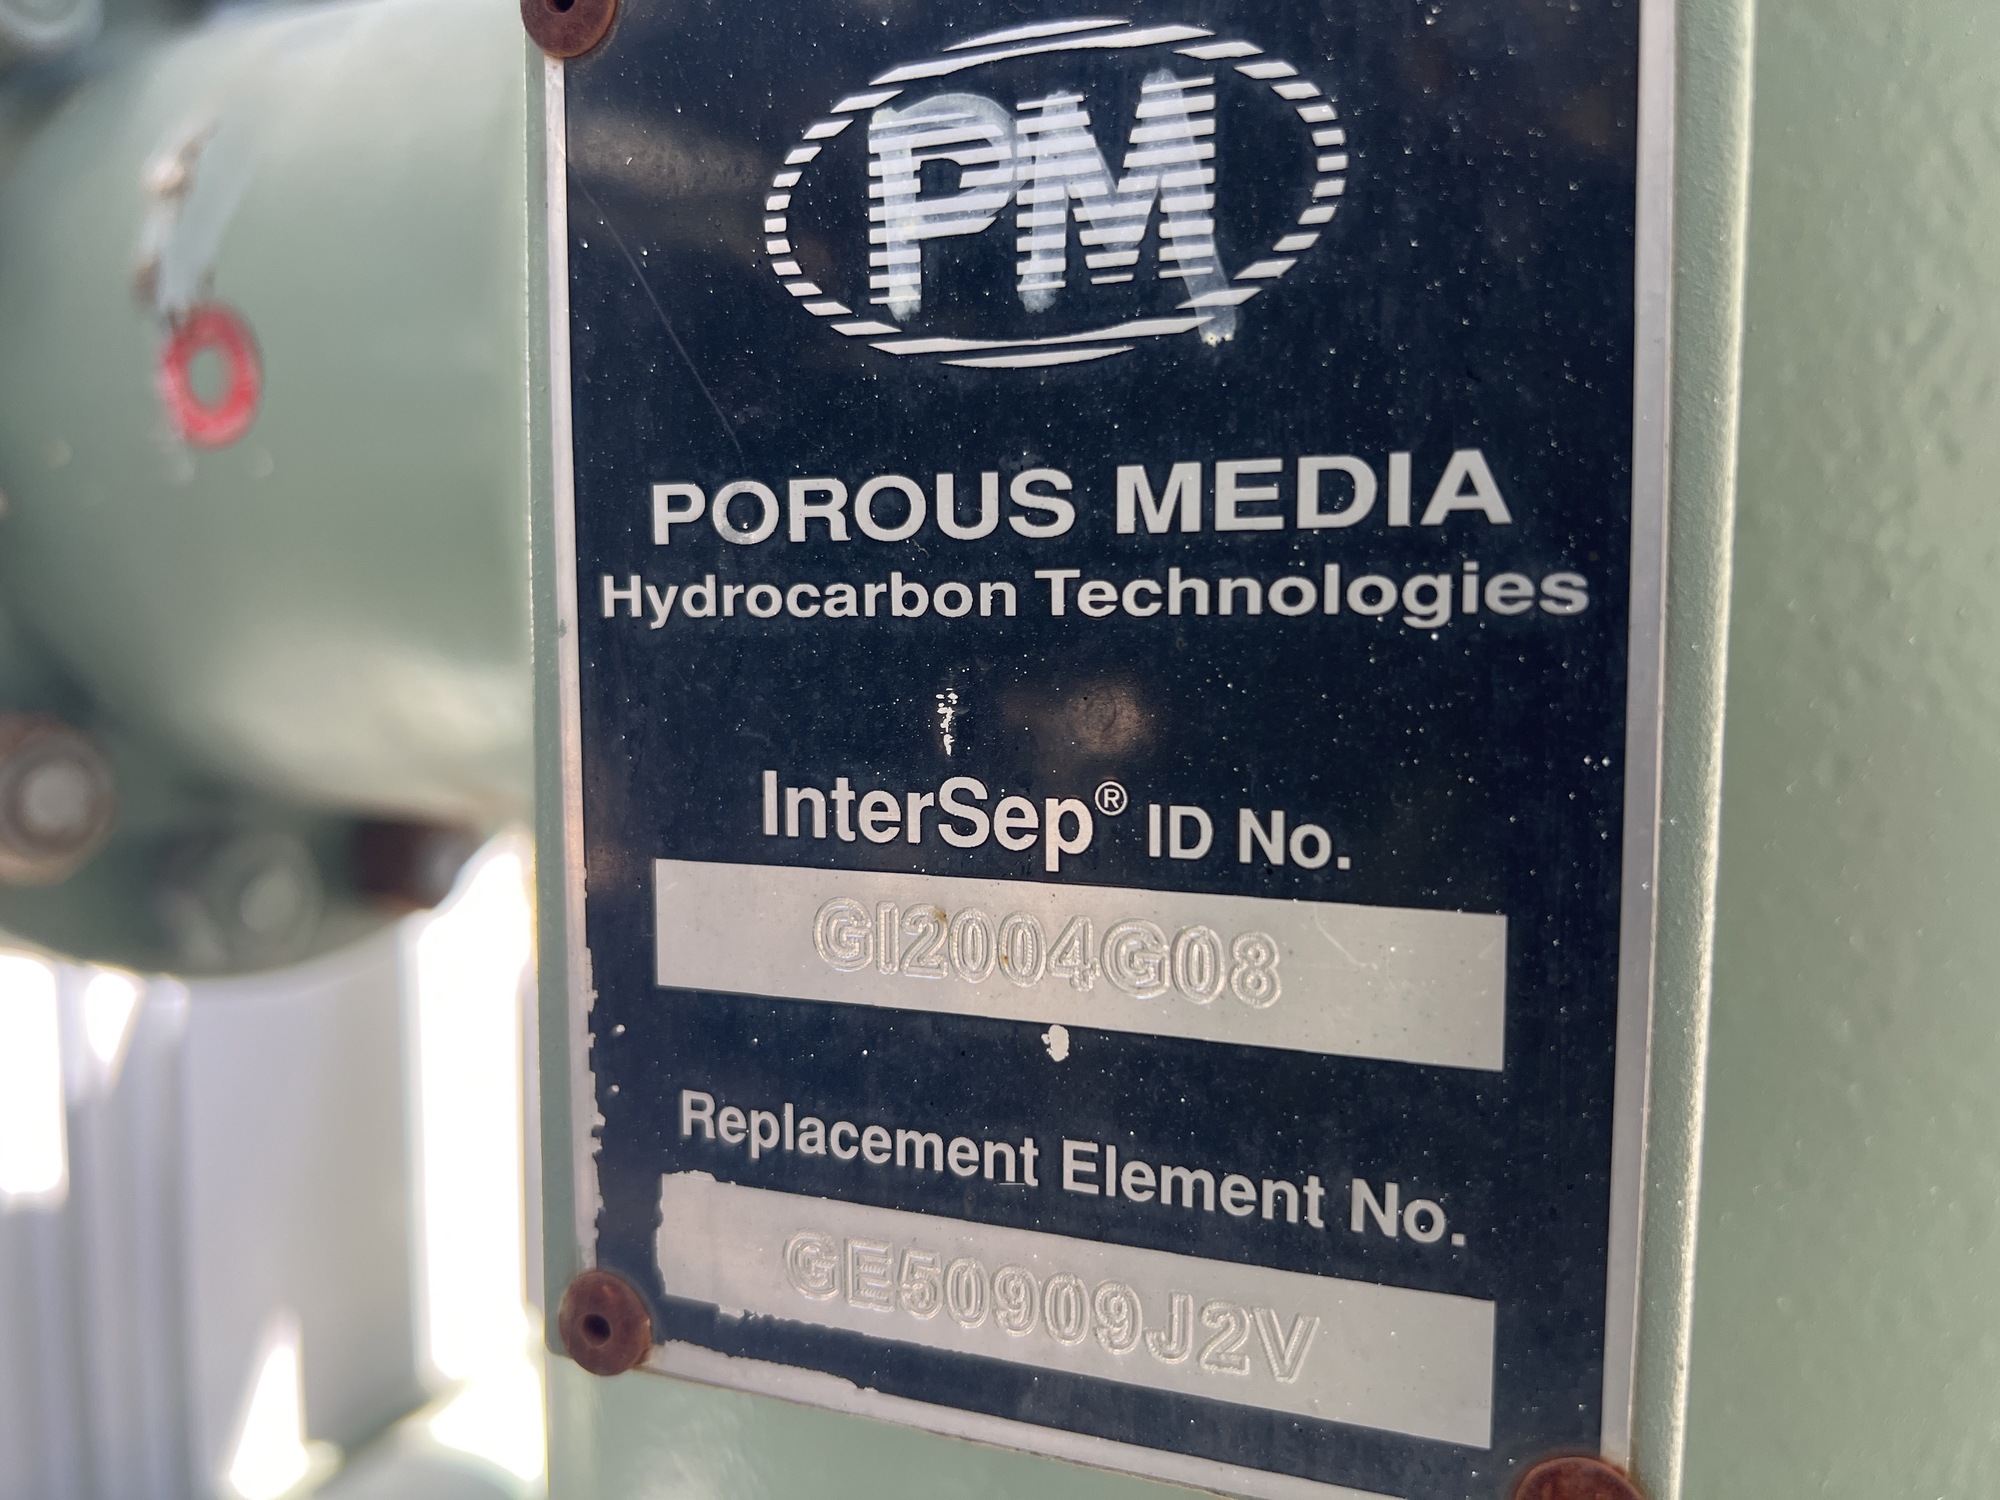 PM
POROUS MEDIA
Hydrocarbon Technologies
InterSep® ID No.
GI2004G08
Replacement Element No.
GE50909J2V